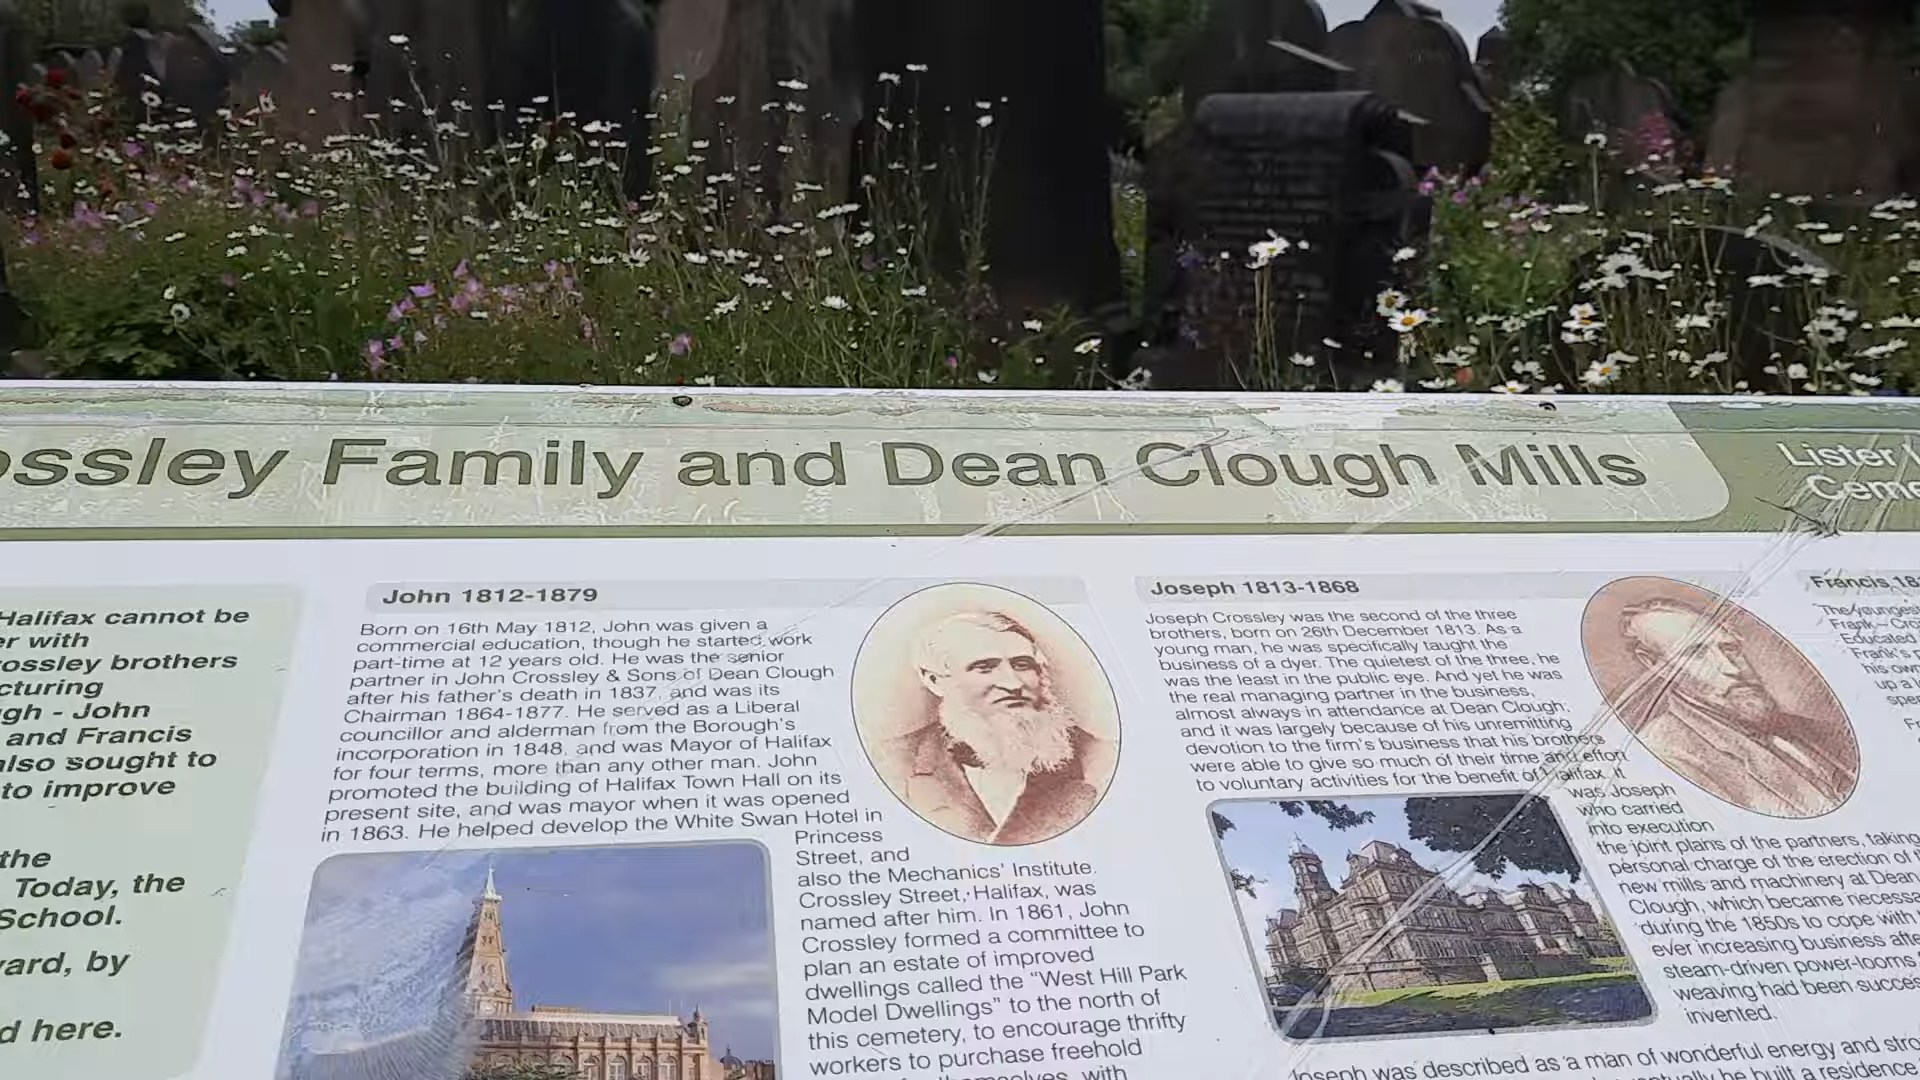 ossley Family and Dean Clough Mills
Lister
Halifax cannot be
er with
rossley brothers
cturing
gh - John
and Francis
also sought to
to improve
the
Today, the
School.
ard, by
d here.
John 1812-1879
Born on 16th May 1812, John was given a
commercial education, though he started work
part-time at 12 years old. He was the senior
partner in John Crossley & Sons of Dean Clough
after his father's death in 1837, and was its
Chairman 1864-1877. He served as a Liberal
councillor and alderman from the Borough's
incorporation in 1848, and was Mayor of Halifax
for four terms, more than any other man. John
promoted the building of Halifax Town Hall on its
present site, and was mayor when it was opened
in 1863. He helped develop the White Swan Hotel in
Princess
Street, and
also the Mechanics' Institute.
Crossley Street, Halifax, was
named after him. In 1861, John
Crossley formed a committee to
plan an estate of improved
dwellings called the "West Hill Park
Model Dwellings" to the north of
this cemetery, to encourage thrifty
workers to purchase freehold
themselves, with
Joseph 1813-1868
Joseph Crossley was the second of the three
brothers, born on 26th December 1813. As a
young man, he was specifically taught the
business of a dyer. The quietest of the three, he
was the least in the public eye. And yet he was
the real managing partner in the business,
almost always in attendance at Dean Clough;
and it was largely because of his unremitting
devotion to the firm's business that his brothers
were able to give so much of their time and effort
to voluntary activities for the benefit of Halifax. It
was Joseph
who carried
into execution
the joint plans of the partners, taking
personal charge of the erection of
new mills and machinery at Dean
Clough, which became necessa
during the 1850s to cope with
ever increasing business afte
steam-driven power-looms
weaving had been succes
invented.
Joseph was described as a man of wonderful energy and stro
he built a residence
Francis 18
The youngest
Frank - Cro
Educated
Frank's p
his own
up a l
spe